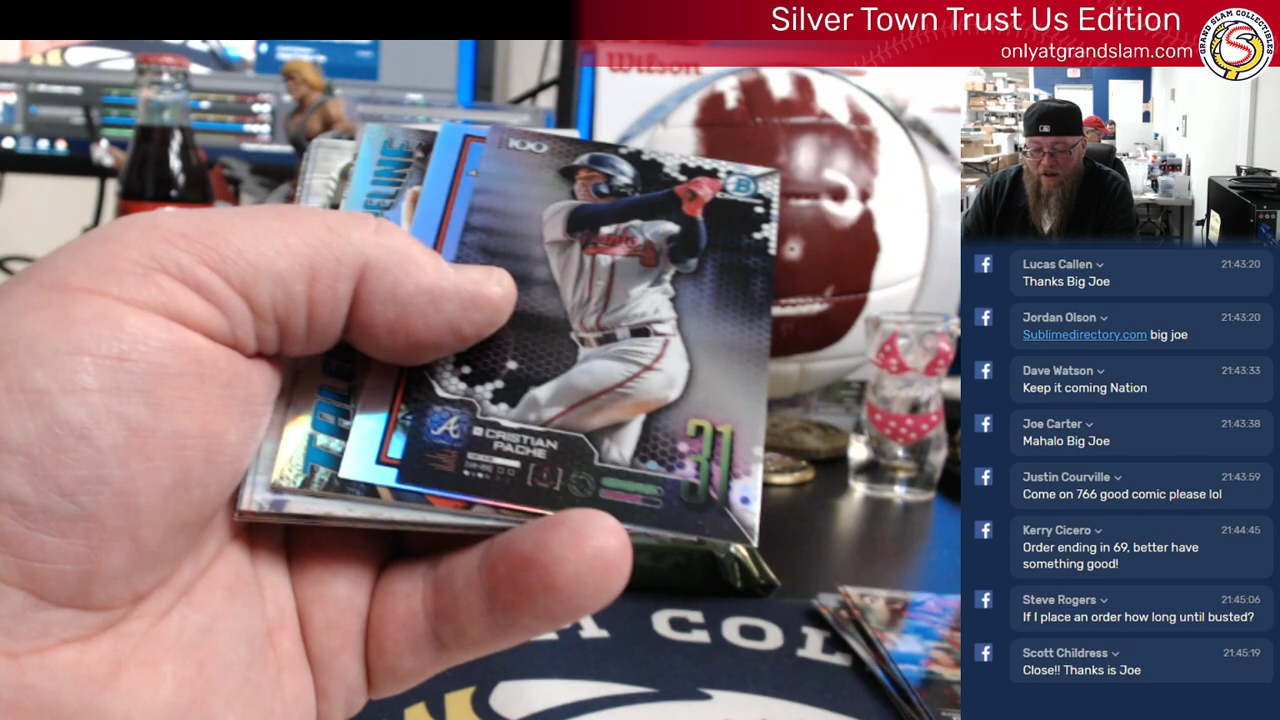 Silver Town Trust Us Edition
onlyatgrandslam.com
GRAND SLAM COLLECTIBLES
Wilson
100
B
CRISTIAN
PACHE
31
A COL
Lucas Callen
21:43:20
Thanks Big Joe
Jordan Olson
21:43:20
Sublimedirectory.com big joe
Dave Watson
21:43:33
Keep it coming Nation
Joe Carter
21:43:38
Mahalo Big Joe
Justin Courville
21:43:59
Come on 766 good comic please lol
Kerry Cicero
21:44:45
Order ending in 69, better have
something good!
Steve Rogers
21:45:06
If I place an order how long until busted?
Scott Childress
21:45:19
Close!! Thanks is Joe